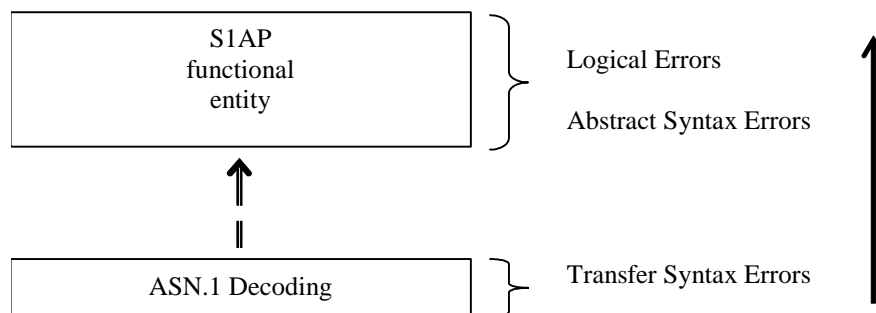 S1AP
functional
entity
Logical Errors
Abstract Syntax Errors
ASN.1 Decoding
Transfer Syntax Errors